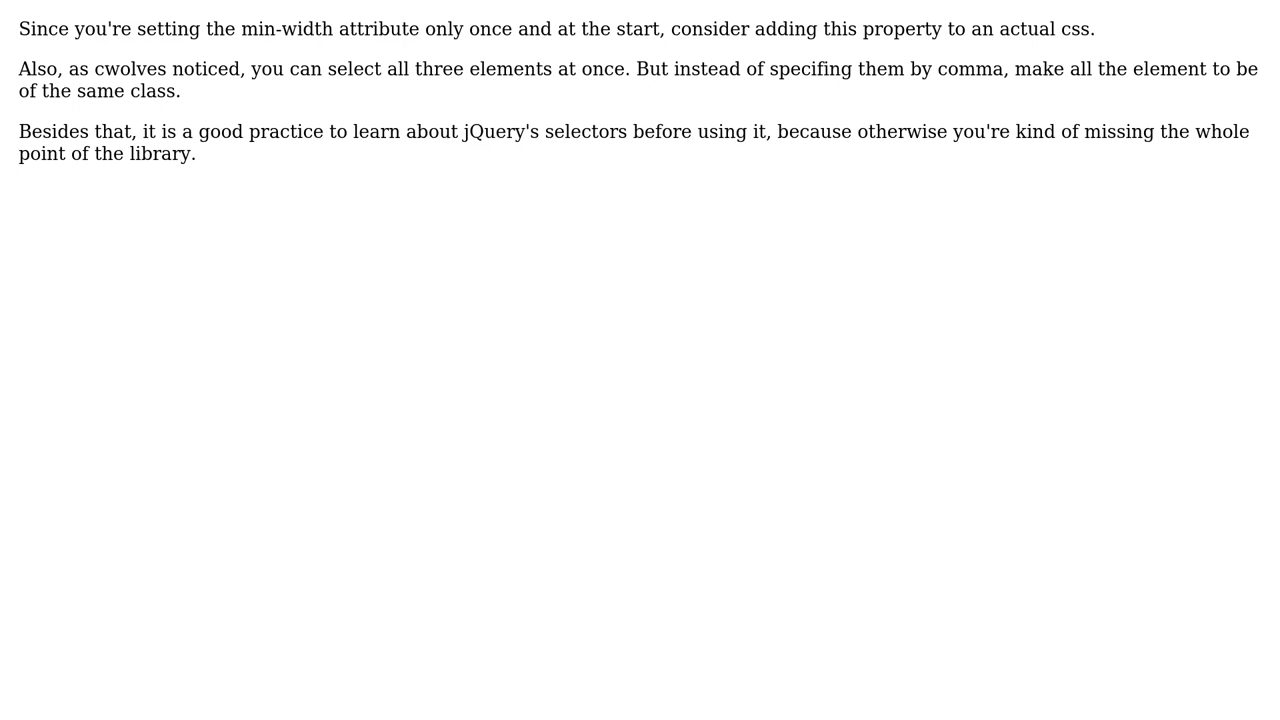 Since you're setting the min-width attribute only once and at the start, consider adding this property to an actual css.
Also, as cwolves noticed, you can select all three elements at once. But instead of specifing them by comma, make all the element to be
of the same class.
Besides that, it is a good practice to learn about jQuery's selectors before using it, because otherwise you're kind of missing the whole
point of the library.